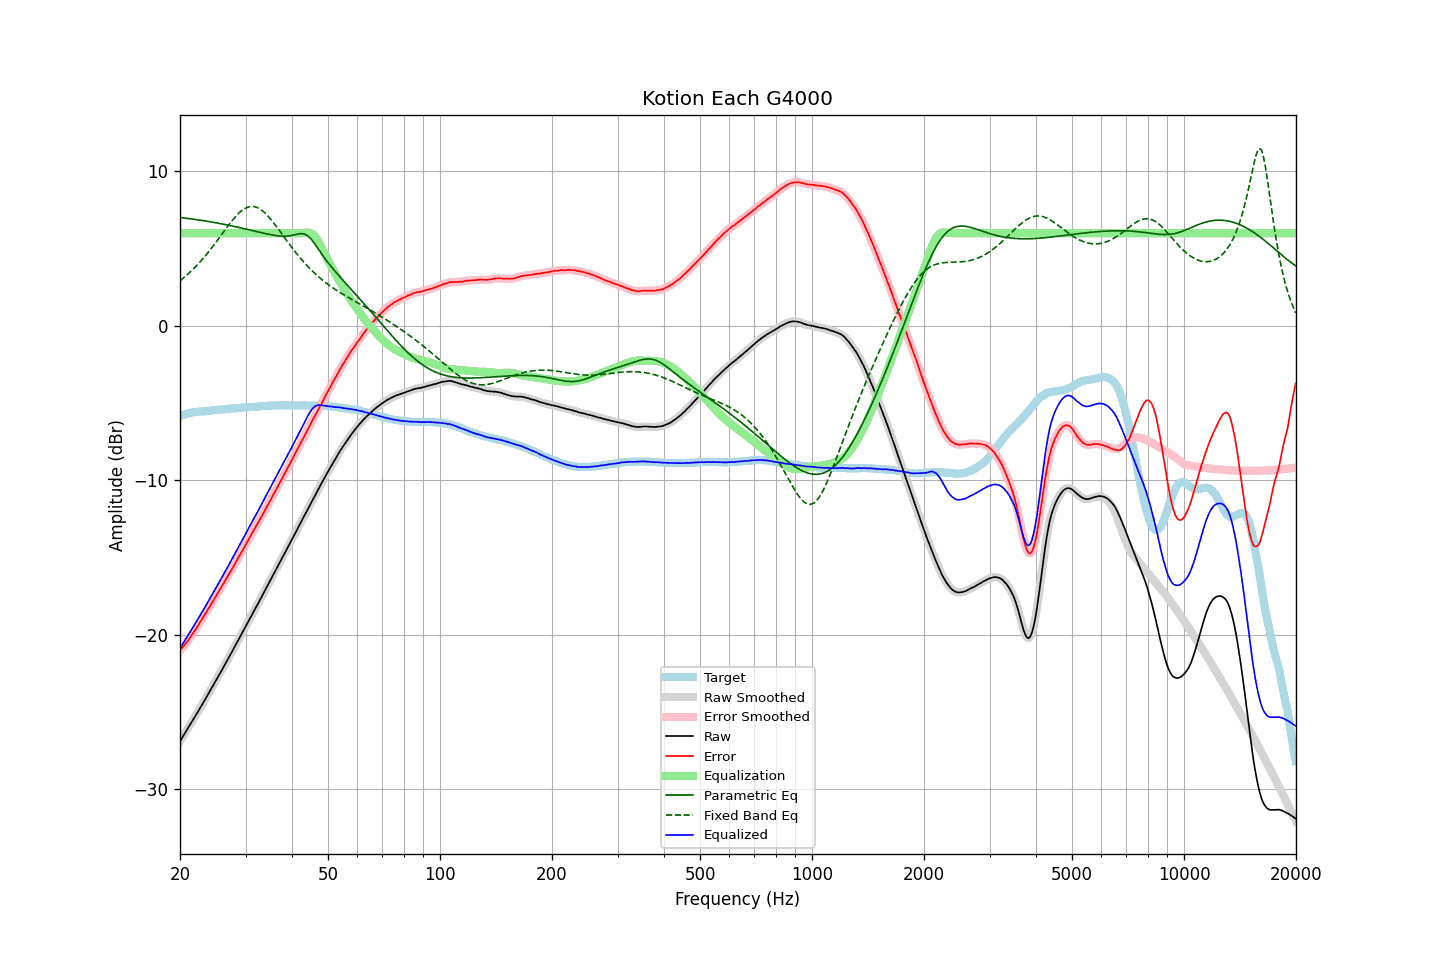 Kotion Each G4000
Amplitude (dBr)
10
0
−10
−20
−30
Target
Raw Smoothed
Error Smoothed
Raw
Error
Equalization
Parametric Eq
Fixed Band Eq
Equalized
20 50 100 200 500 1000 2000 5000 10000 20000
Frequency (Hz)